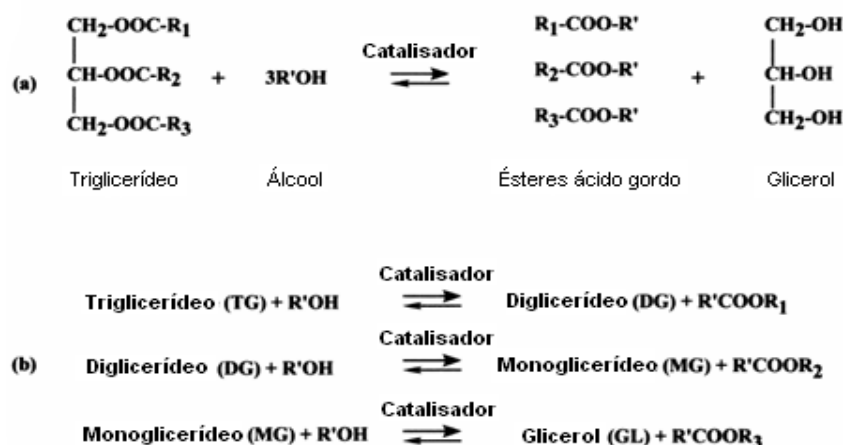 CH₂-OOC-R₁ R₁-COO-R' CH₂-OH
Catalisador
(a) CH-OOC-R₂ + 3R'OH R₂-COO-R' + CH-OH
CH₂-OOC-R₃ R₃-COO-R' CH₂-OH
Triglicerídeo Álcool Ésteres ácido gordo Glicerol
Catalisador
Triglicerídeo (TG) + R'OH Diglicerídeo (DG) + R'COOR₁
Catalisador
(b) Diglicerídeo (DG) + R'OH Monoglicerídeo (MG) + R'COOR₂
Catalisador
Monoglicerídeo (MG) + R'OH Glicerol (GL) + R'COOR₃